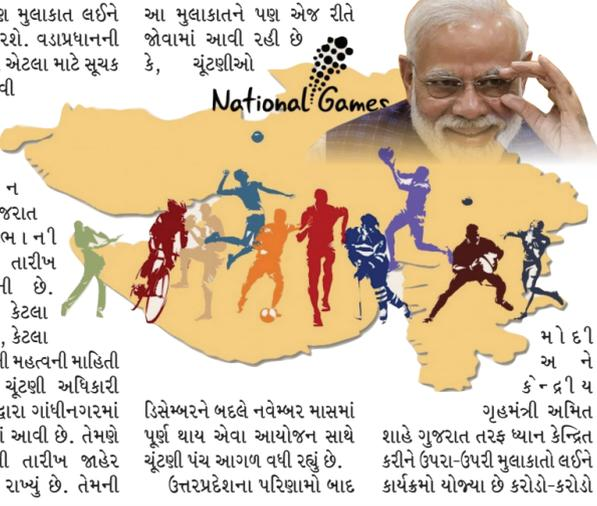 મુલાકાત લઈને
રશે. વડાપ્રધાનની
એટલા માટે સૂચક
વી
ન
જરાત
ભાની
તારીખ
ની છે.
કેટલા
, કેટલા
ની મહત્વની માહિતી
ચૂંટણી અધિકારી
દ્વારા ગાંધીનગરમાં
માં આવી છે. તેમણે
ની તારીખ જાહેર
રાખ્યું છે. તેમની
આ મુલાકાતને પણ એજ રીતે
જોવામાં આવી રહી છે
કે, ચૂંટણીઓ
National Games
ડિસેમ્બરને બદલે નવેમ્બર માસમાં
પૂર્ણ થાય એવા આયોજન સાથે
ચૂંટણી પંચ આગળ વધી રહ્યું છે.
ઉત્તરપ્રદેશના પરિણામો બાદ
મોદી
અને
કેન્દ્રીય
ગૃહમંત્રી અમિત
શાહે ગુજરાત તરફ ધ્યાન કેન્દ્રિત
કરીને ઉપરા-ઉપરી મુલાકાતો લઈને
કાર્યક્રમો યોજ્યા છે કરોડો-કરોડો